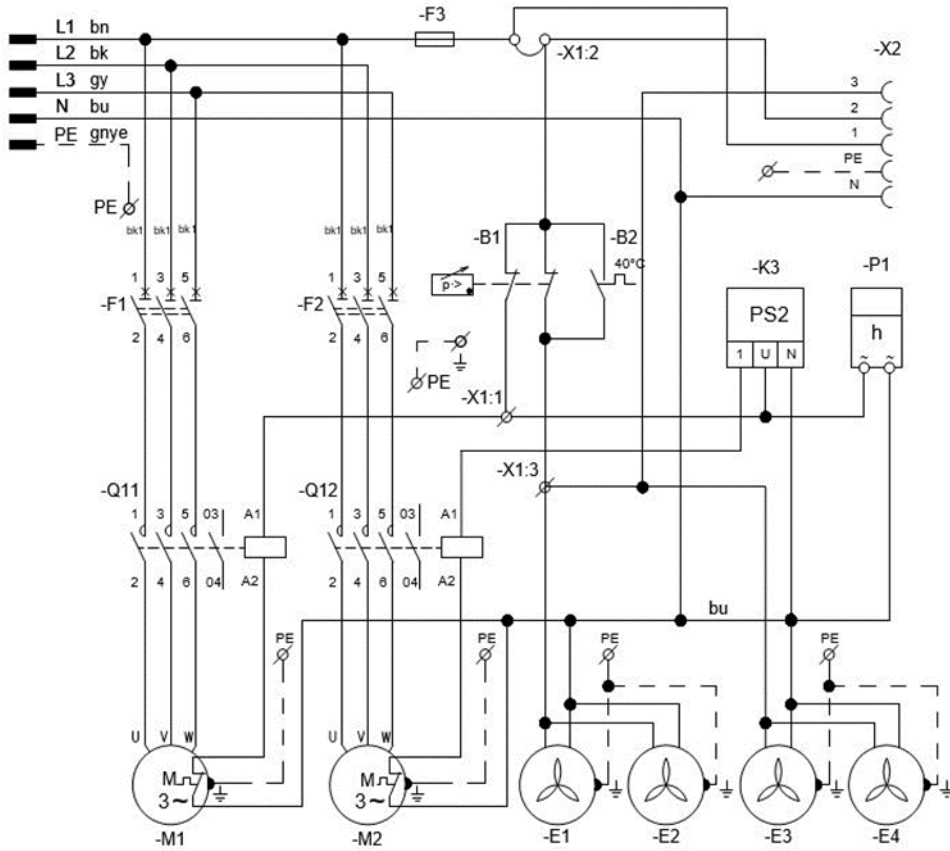 L1 bn
-F3
L2 bk
-X1:2
-X2
L3 gy
3
N bu
2
PE gnye
1
PE
N
PE
bk1 bk1 bk1
bk1 bk1 bk1
-B1
-B2
40°C
-K3
-P1
1 3 5
1 3 5
p->
-F1
-F2
PS2
h
2 4 6
2 4 6
1 U N
~ ~
PE
-X1:1
-X1:3
-Q11
-Q12
1 3 5 03 A1
1 3 5 03 A1
2 4 6 04 A2
2 4 6 04 A2
bu
PE
PE
PE
PE
U V W
U V W
M
3 ~
M
3 ~
-M1
-M2
-E1
-E2
-E3
-E4